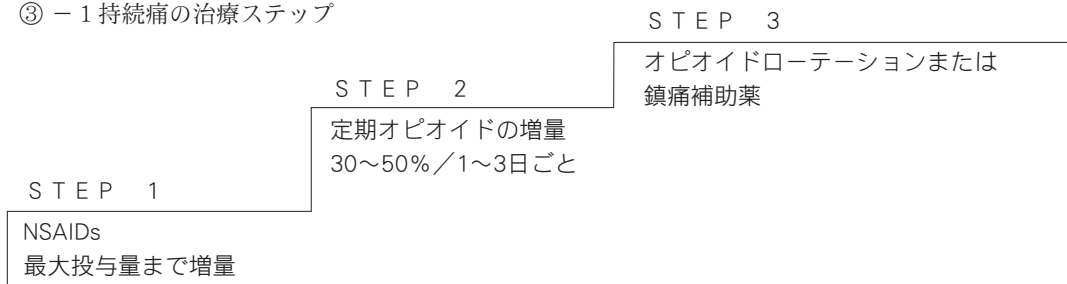 ③－１持続痛の治療ステップ
ＳＴＥＰ　１
NSAIDs
最大投与量まで増量
ＳＴＥＰ　２
定期オピオイドの増量
30～50％／1～3日ごと
ＳＴＥＰ　３
オピオイドローテーションまたは
鎮痛補助薬